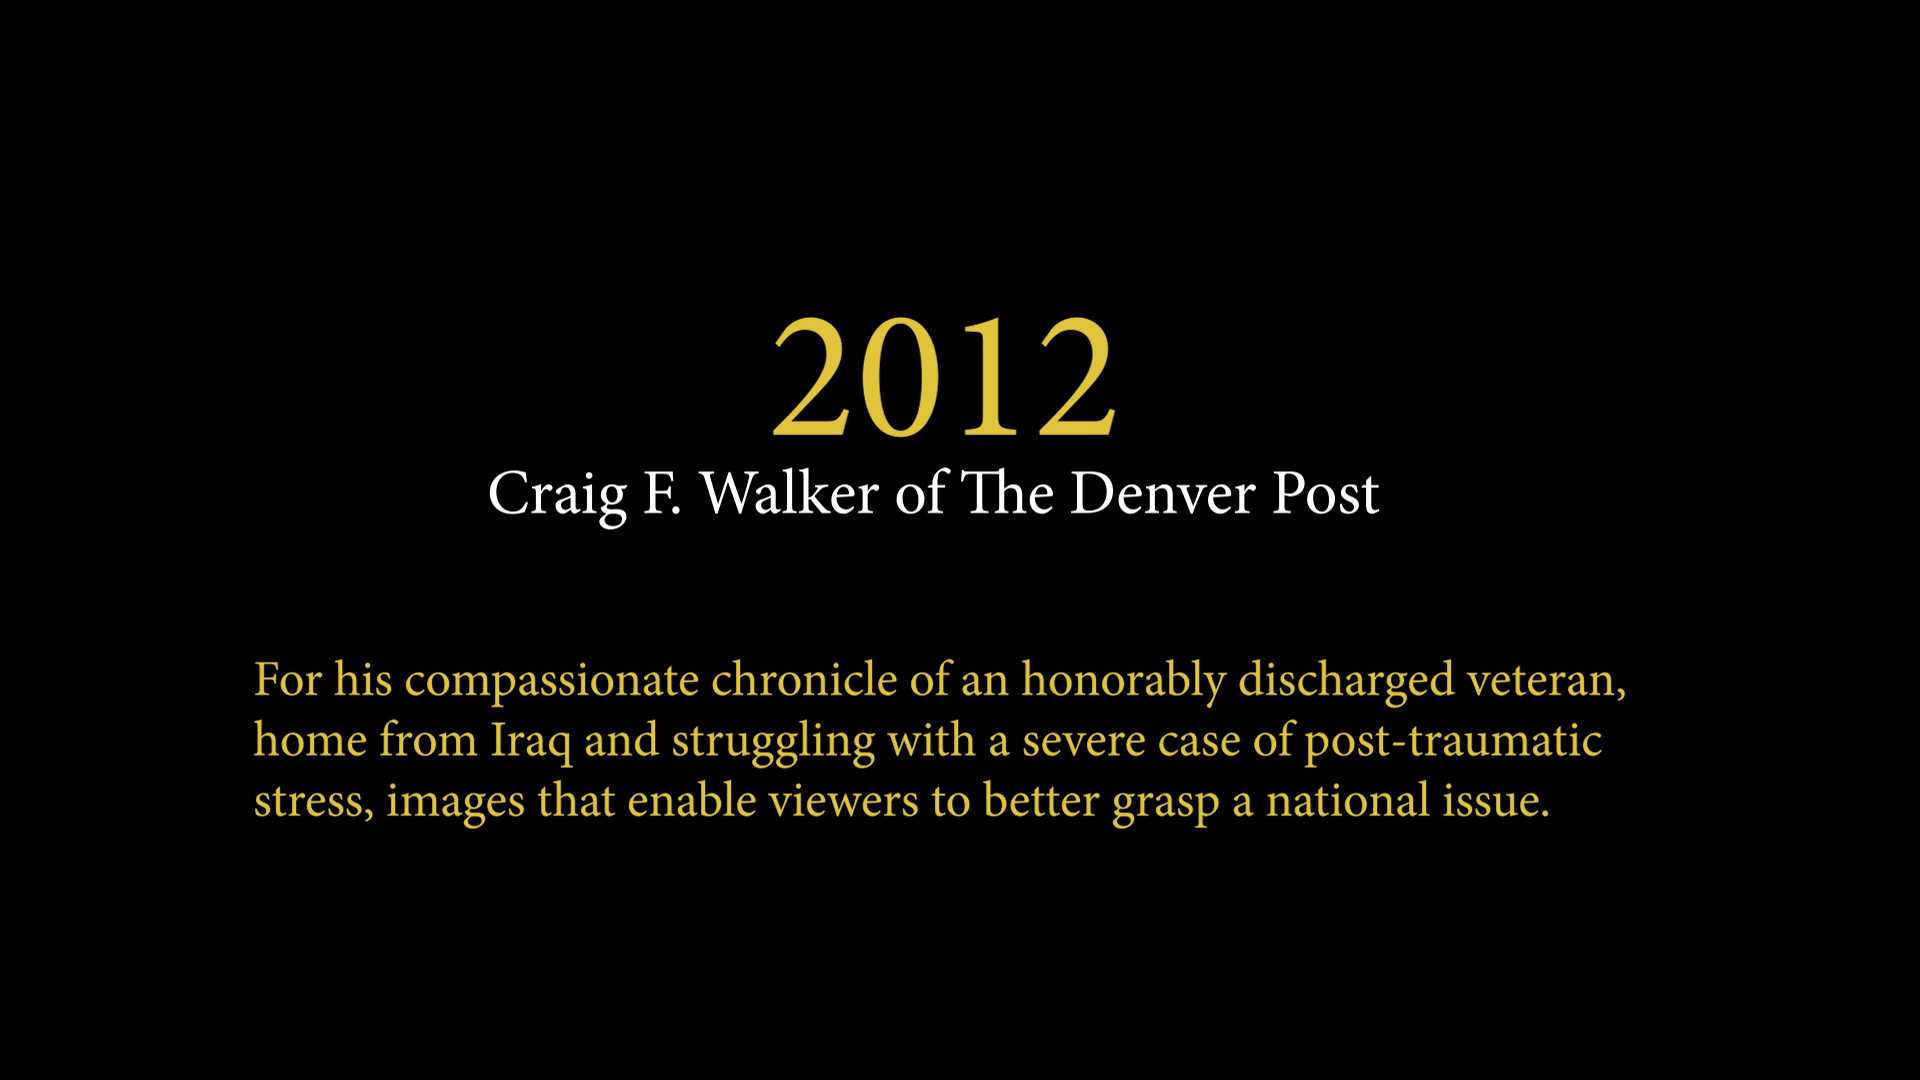 2012
Craig F. Walker of The Denver Post
For his compassionate chronicle of an honorably discharged veteran,
home from Iraq and struggling with a severe case of post-traumatic
stress, images that enable viewers to better grasp a national issue.